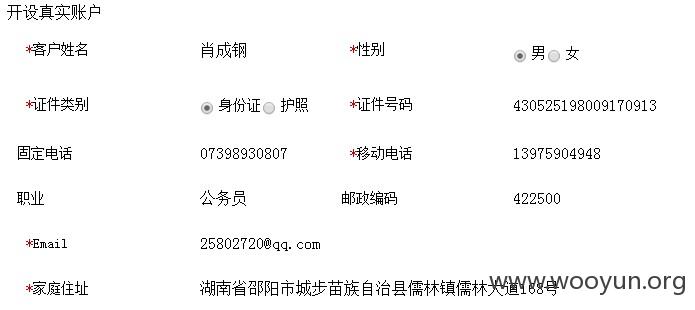 开设真实账户
*客户姓名 肖成钢 *性别 男 女
*证件类别 身份证 护照 *证件号码 430525198009170913
固定电话 07398930807 *移动电话 13975904948
职业 公务员 邮政编码 422500
*Email 25802720@qq.com
*家庭住址 湖南省邵阳市城步苗族自治县儒林镇儒林大道
www.wooyun.org